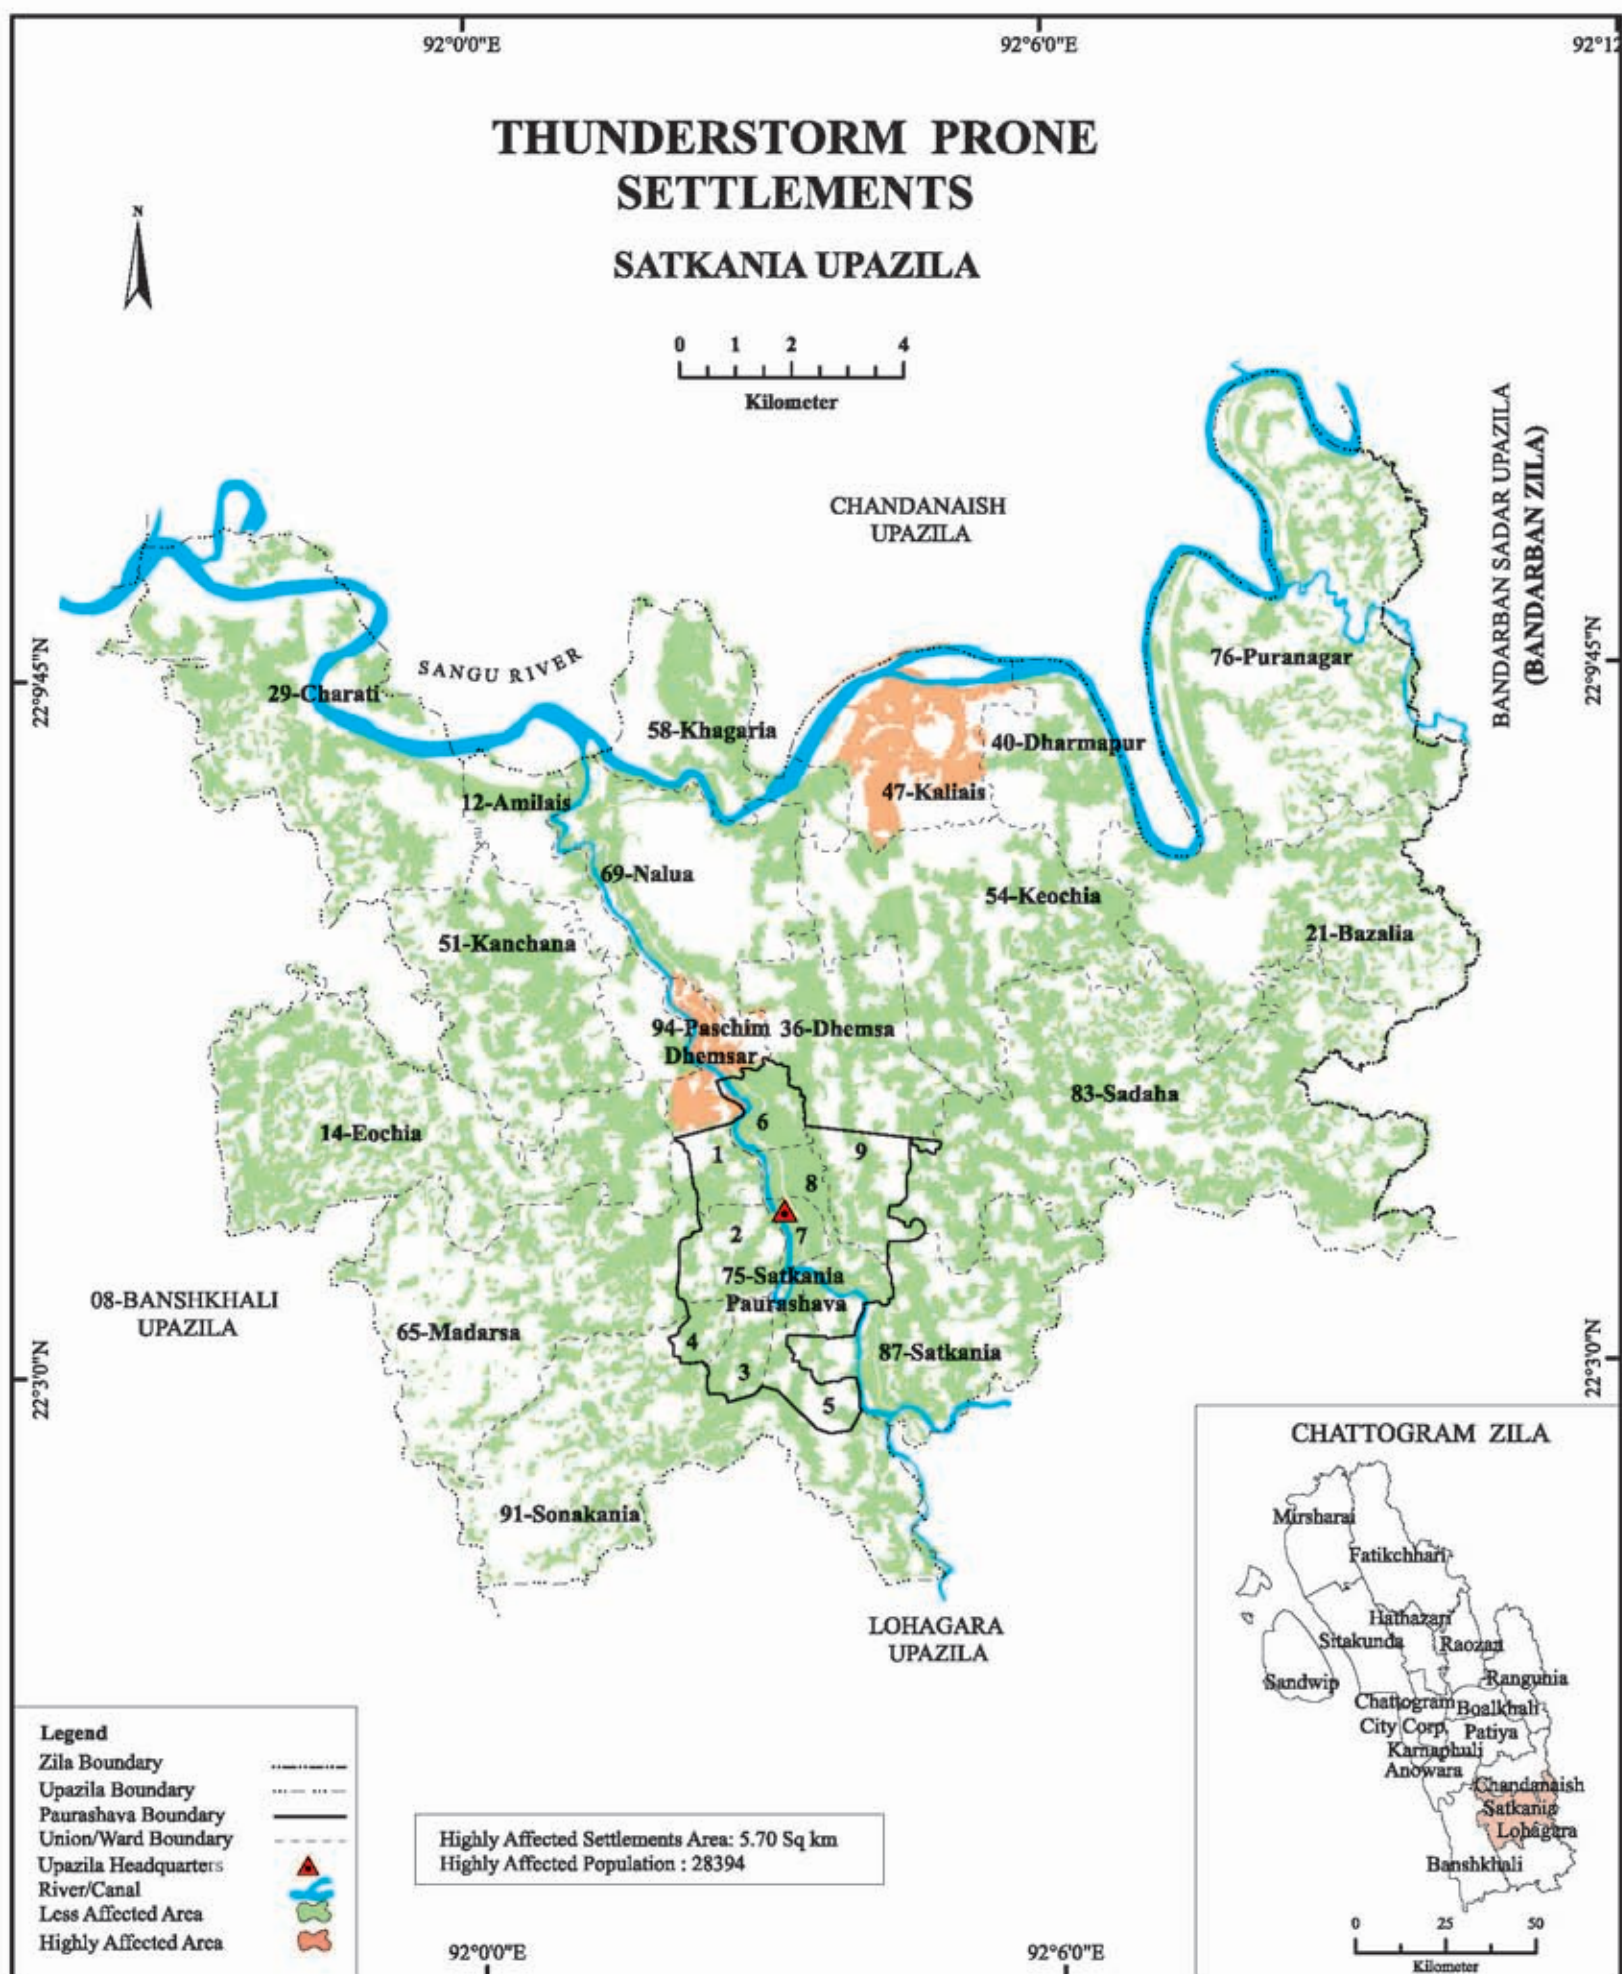 92°0'0"E
92°6'0"E
92°12
THUNDERSTORM PRONE
SETTLEMENTS
SATKANIA UPAZILA
N
0 1 2 4
Kilometer
CHANDANAISH
UPAZILA
BANDARBAN SADAR UPAZILA
(BANDARBAN ZILA)
22°9'45"N
22°9'45"N
SANGU RIVER
76-Puranagar
29-Charati
58-Khagaria
40-Dharmapur
47-Kaliais
12-Amilais
69-Nalua
54-Keochia
21-Bazalia
51-Kanchana
94-Paschim
Dhemsar
36-Dhemsa
83-Sadaha
14-Eochia
6
1
9
8
2
7
75-Satkania
Paurashava
08-BANSHKHALI
UPAZILA
65-Madarsa
4
3
5
87-Satkania
22°3'0"N
22°3'0"N
91-Sonakania
LOHAGARA
UPAZILA
CHATTOGRAM ZILA
Mirsharai
Fatikchhari
Hathazari
Sitakunda
Raozan
Sandwip
Rangunia
Chattogram
City Corp.
Boalkhali
Patiya
Karnaphuli
Anowara
Chandanaish
Satkania
Lohagara
Banshkhali
0 25 50
Kilometer
Legend
Zila Boundary
Upazila Boundary
Paurashava Boundary
Union/Ward Boundary
Upazila Headquarters
River/Canal
Less Affected Area
Highly Affected Area
Highly Affected Settlements Area: 5.70 Sq km
Highly Affected Population : 28394
92°0'0"E
92°6'0"E